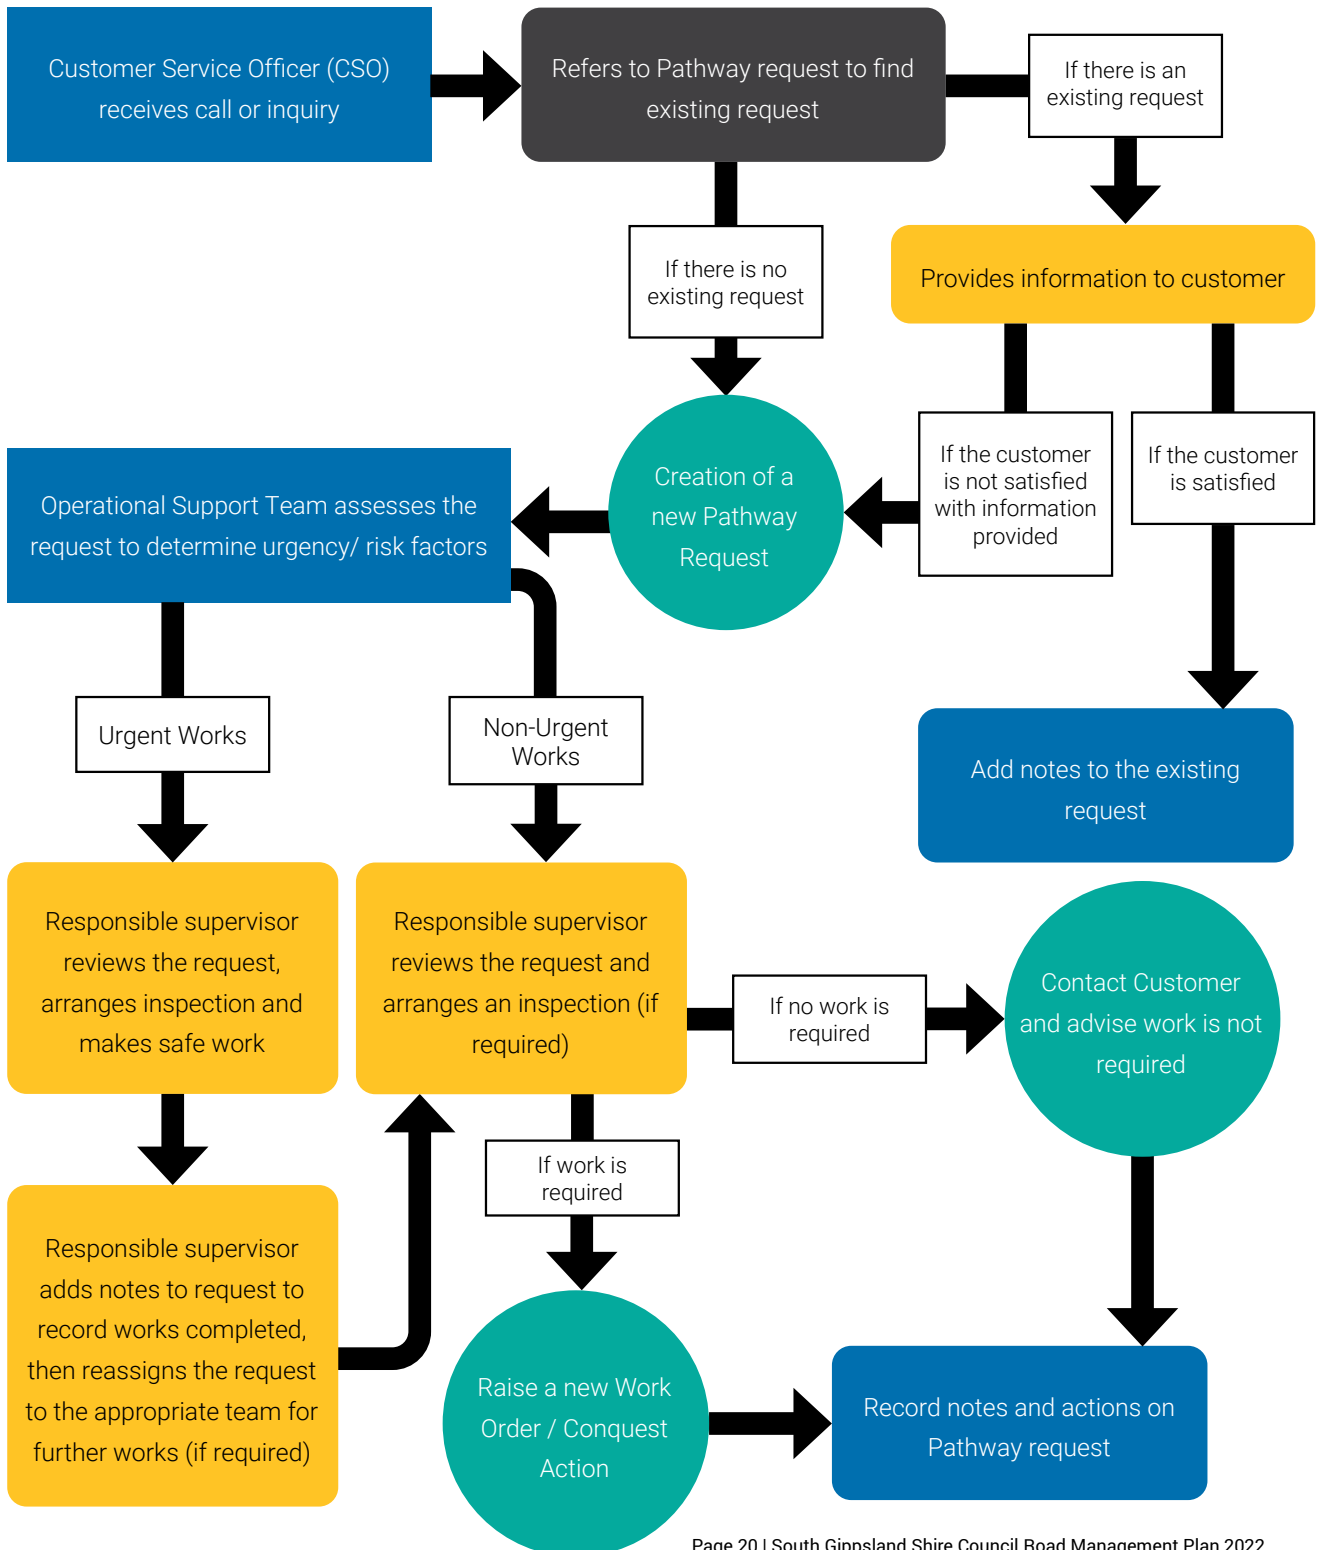 Customer Service Officer (CSO)
receives call or inquiry
Refers to Pathway request to find
existing request
If there is an
existing request
If there is no
existing request
Provides information to customer
If the customer
is not satisfied
with information
provided
If the customer
is satisfied
Creation of a
new Pathway
Request
Operational Support Team assesses the
request to determine urgency/ risk factors
Urgent Works
Non-Urgent
Works
Add notes to the existing
request
Responsible supervisor
reviews the request,
arranges inspection and
makes safe work
Responsible supervisor
reviews the request and
arranges an inspection (if
required)
If no work is
required
Contact Customer
and advise work is not
required
If work is
required
Responsible supervisor
adds notes to request to
record works completed,
then reassigns the request
to the appropriate team for
further works (if required)
Raise a new Work
Order / Conquest
Action
Record notes and actions on
Pathway request
Page 20 | South Gippsland Shire Council Road Management Plan 2022